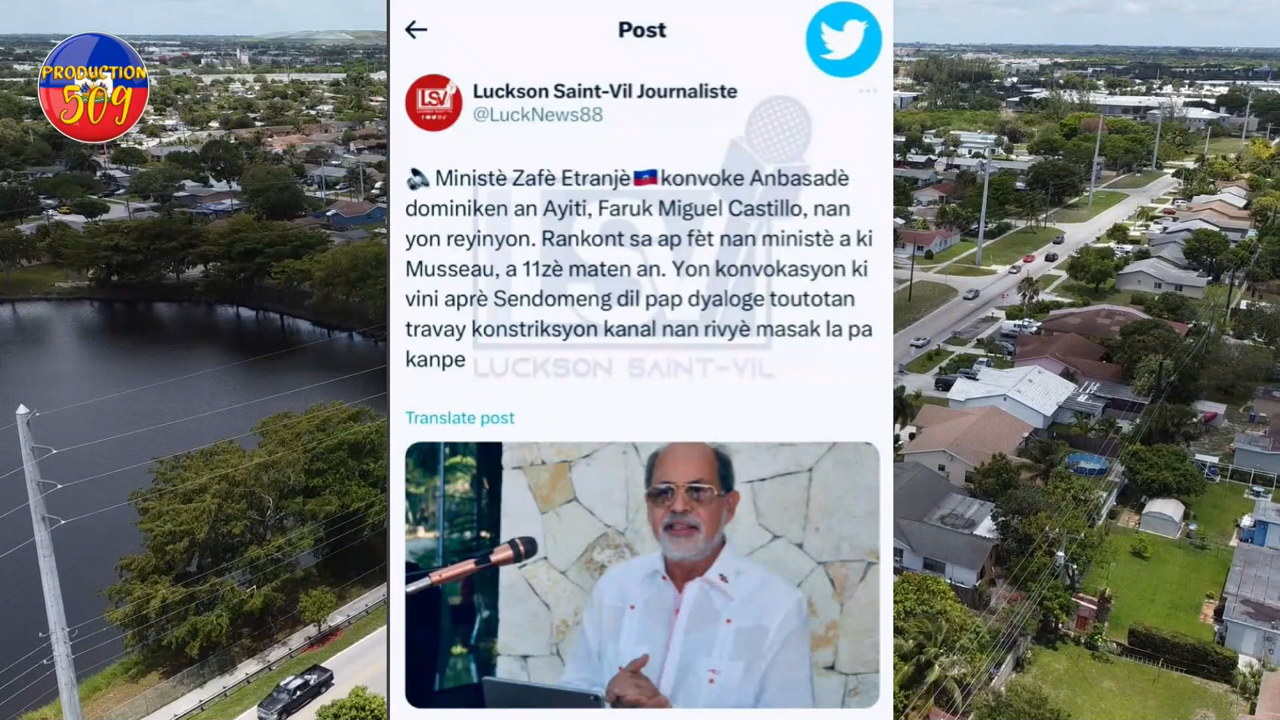 PRODUCTION
509
Post
LSV
Luckson Saint-Vil Journaliste
@LuckNews88
Ministè Zafè Etranjè konvoke Anbasadè
dominiken an Ayiti, Faruk Miguel Castillo, nan
yon reyinyon. Rankont sa ap fèt nan ministè a ki
Musseau, a 11zè maten an. Yon konvokasyon ki
vini aprè Sendomeng dil pap dyaloge toutotan
travay konstriksyon kanal nan rivyè masak la pa
kanpe
LSV
LUCKSON SAINT-VIL
Translate post